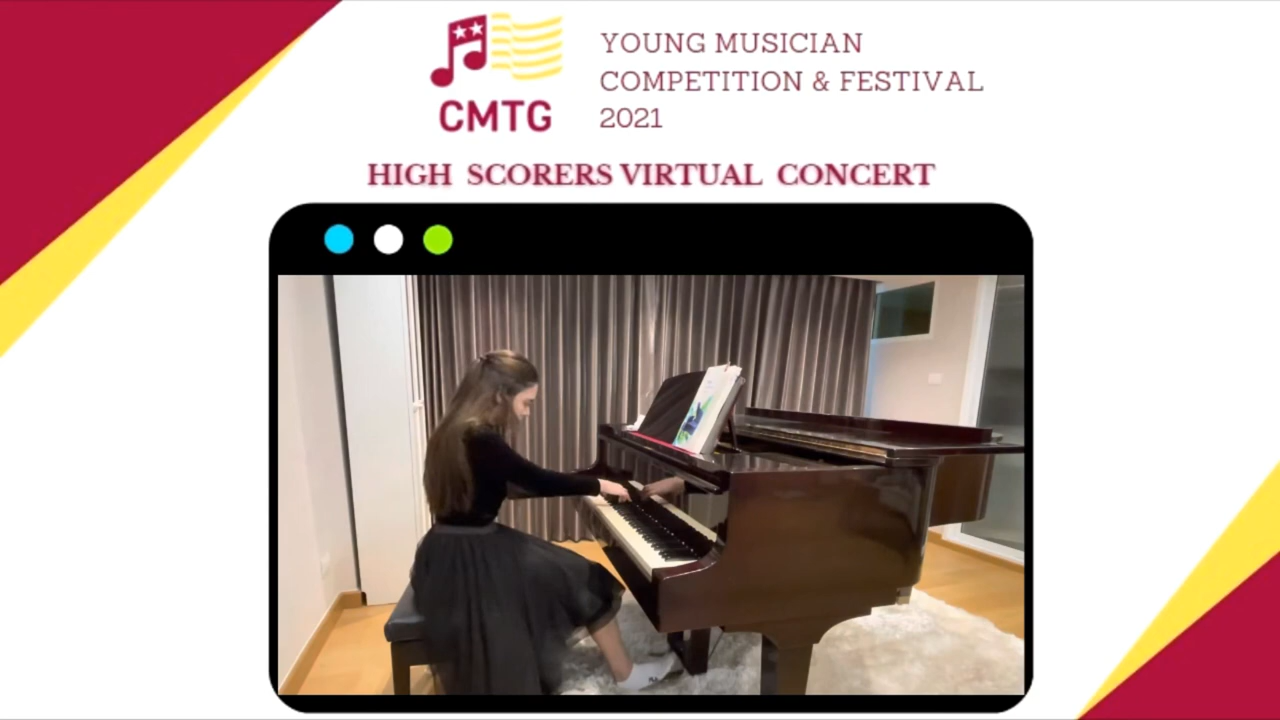 CMTG
YOUNG MUSICIAN
COMPETITION & FESTIVAL
2021
HIGH SCORERS VIRTUAL CONCERT